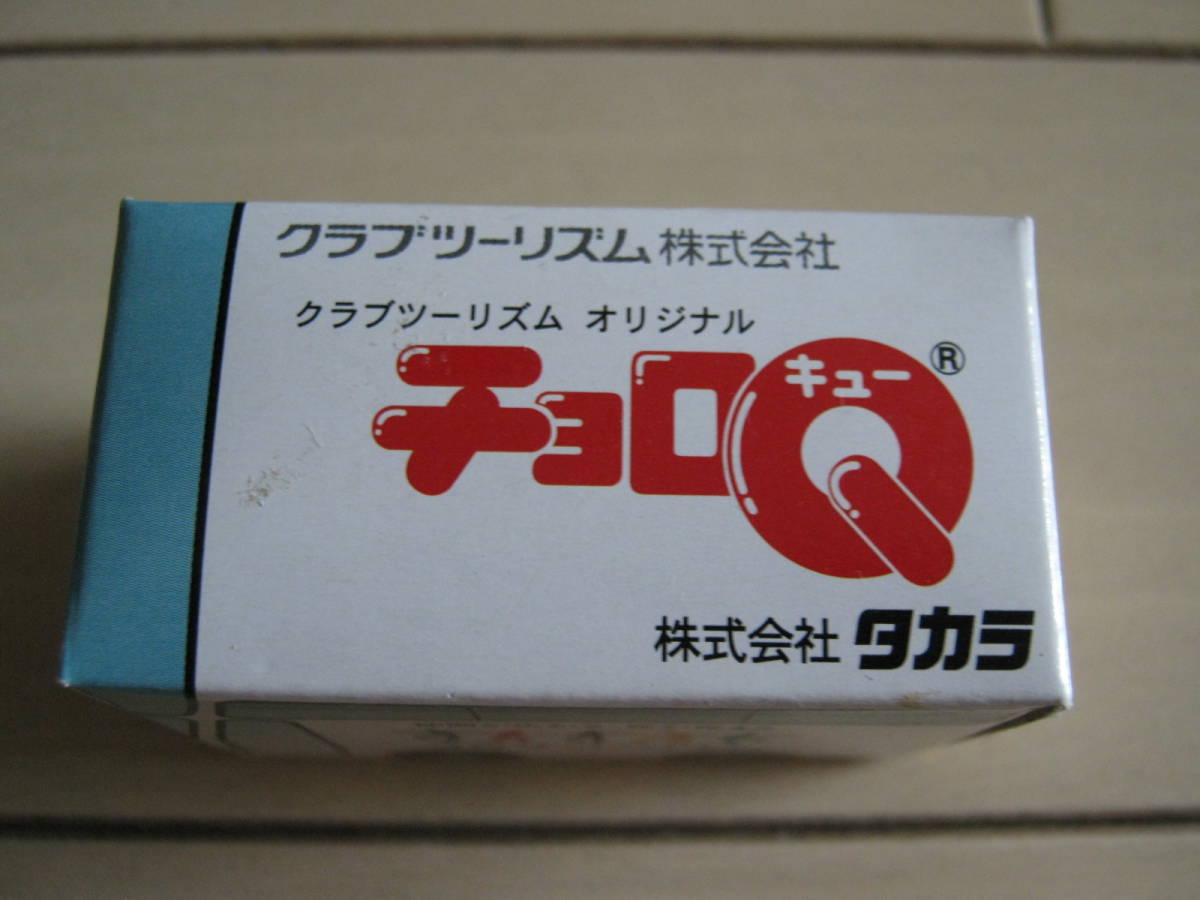 クラブツーリズム株式会社
クラブツーリズム オリジナル
チョロQ®
キュー
株式会社 タカラ